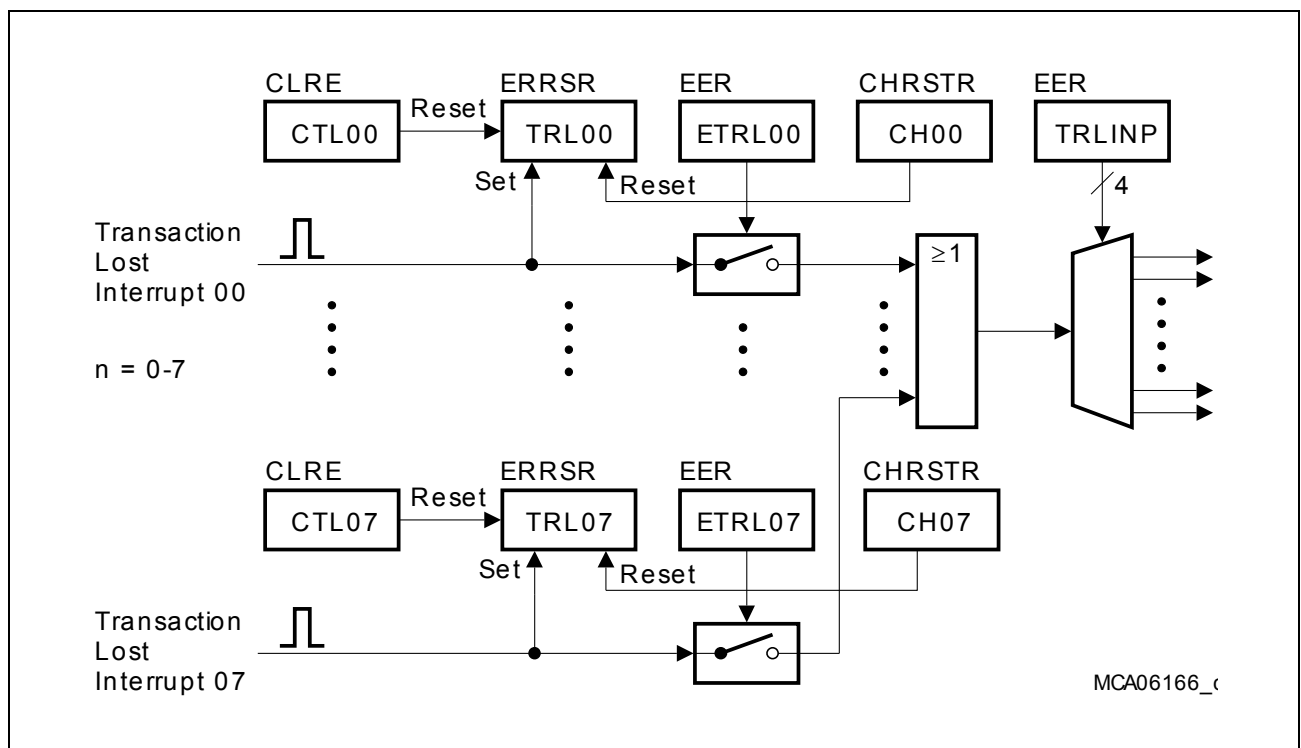 CLRE ERRSR EER CHRSTR EER
CTL00 Reset TRL00 ETRL00 CH00 TRLINP
Set Reset 4
Transaction
Lost
Interrupt 00
≥1
n = 0-7
CLRE ERRSR EER CHRSTR
CTL07 Reset TRL07 ETRL07 CH07
Set Reset
Transaction
Lost
Interrupt 07